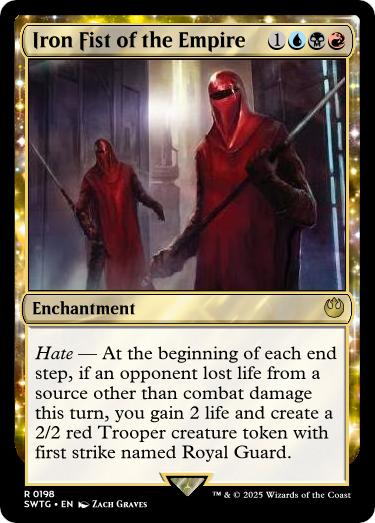 Iron Fist of the Empire 1
Enchantment
Hate — At the beginning of each end
step, if an opponent lost life from a
source other than combat damage
this turn, you gain 2 life and create a
2/2 red Trooper creature token with
first strike named Royal Guard.
R 0198
SWTG • EN Zach Graves
™ & © 2025 Wizards of the Coast